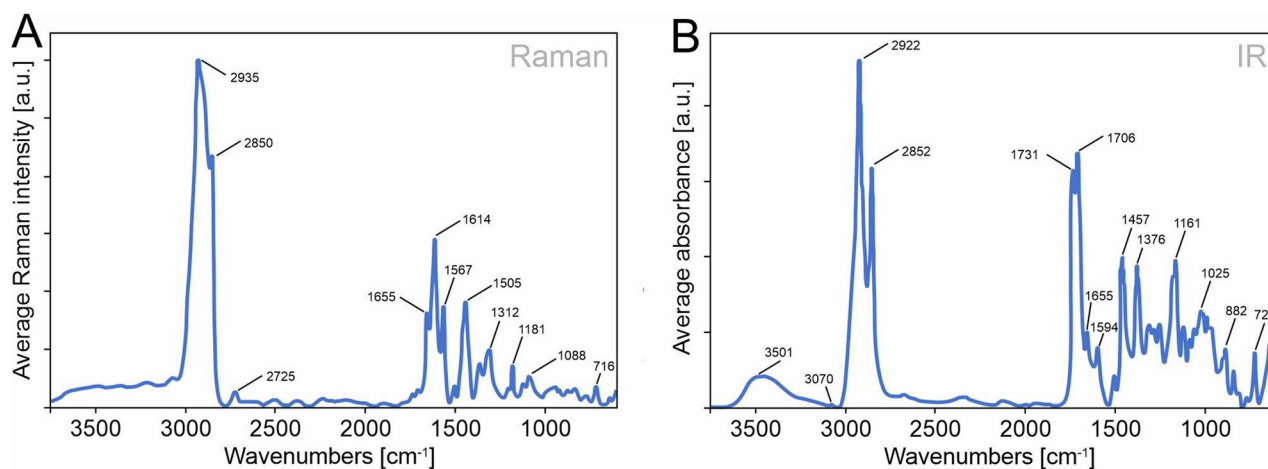 A
Raman
Average Raman intensity [a.u.]
2935
2850
2725
1655
1614
1567
1505
1312
1181
1088
716
3500 3000 2500 2000 1500 1000
Wavenumbers [cm⁻¹]
B
IR
Average absorbance [a.u.]
3501
3070
2922
2852
1731
1706
1655
1594
1457
1376
1161
1025
882
72
3500 3000 2500 2000 1500 1000
Wavenumbers [cm⁻¹]